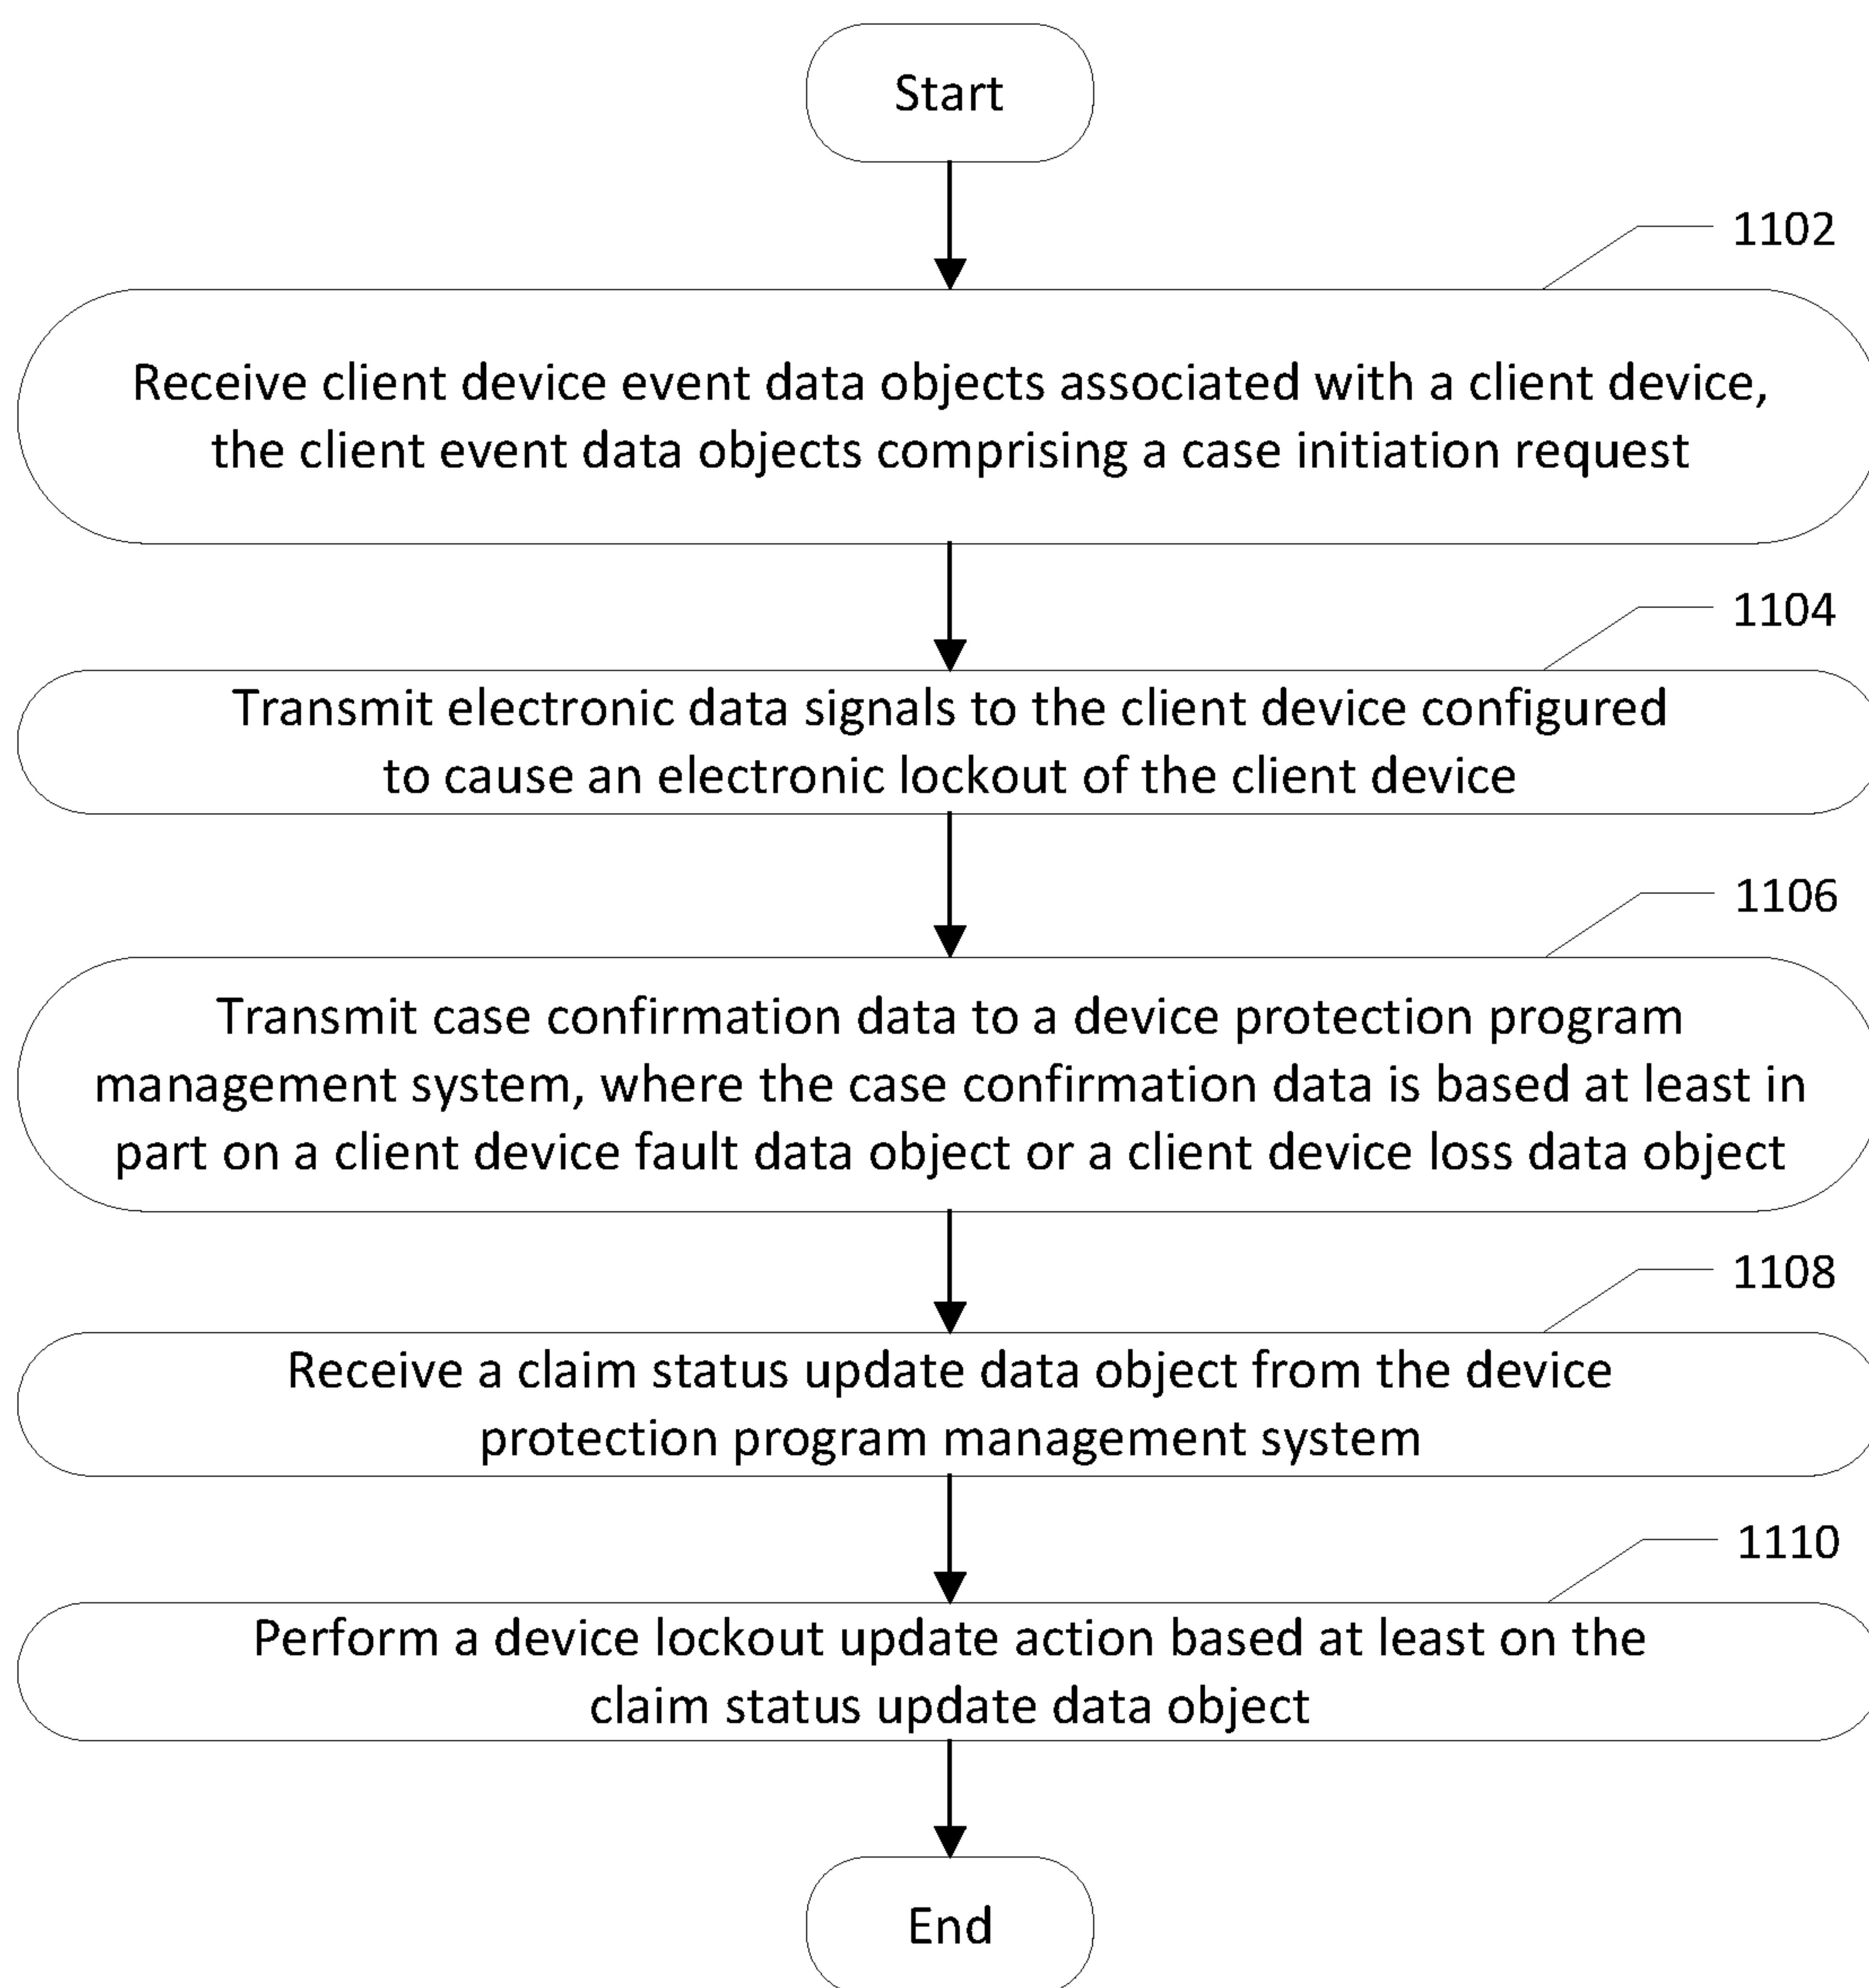 Start
1102
Receive client device event data objects associated with a client device,
the client event data objects comprising a case initiation request
1104
Transmit electronic data signals to the client device configured
to cause an electronic lockout of the client device
1106
Transmit case confirmation data to a device protection program
management system, where the case confirmation data is based at least in
part on a client device fault data object or a client device loss data object
1108
Receive a claim status update data object from the device
protection program management system
1110
Perform a device lockout update action based at least on the
claim status update data object
End